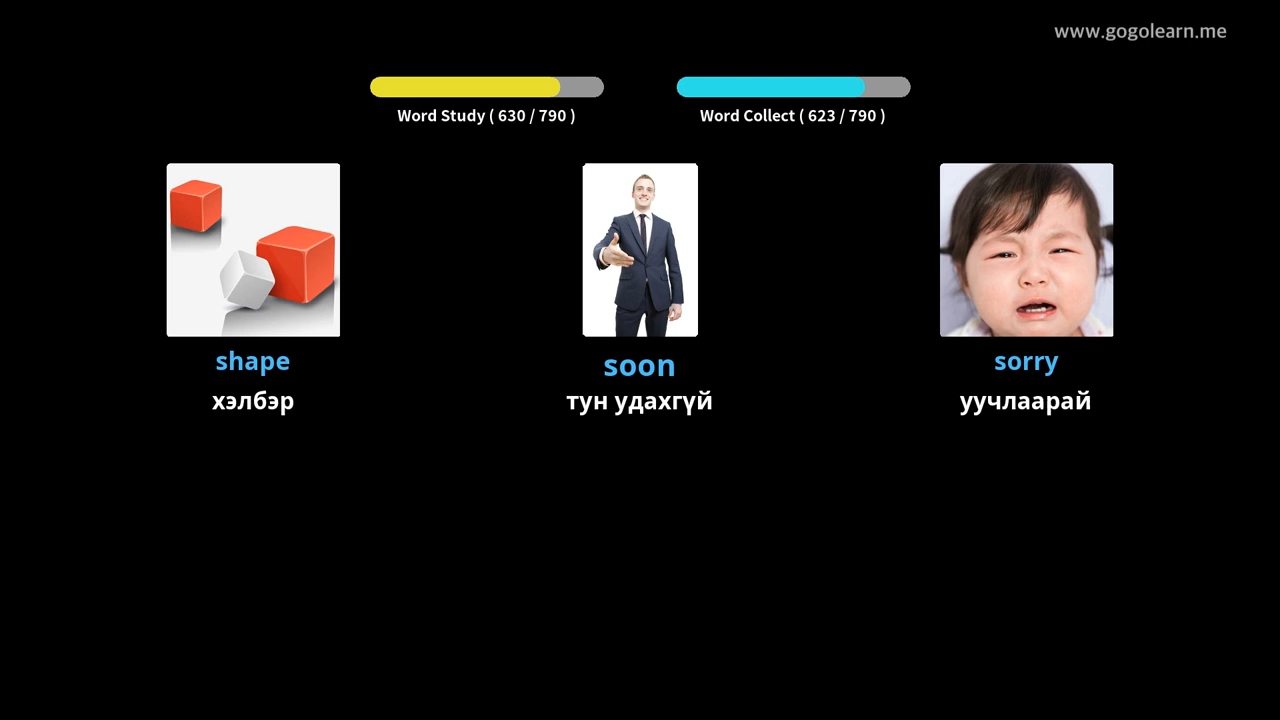 www.gogolearn.me
Word Study ( 630 / 790 )
Word Collect ( 623 / 790 )
shape
soon
sorry
хэлбэр
тун удахгүй
уучлаарай